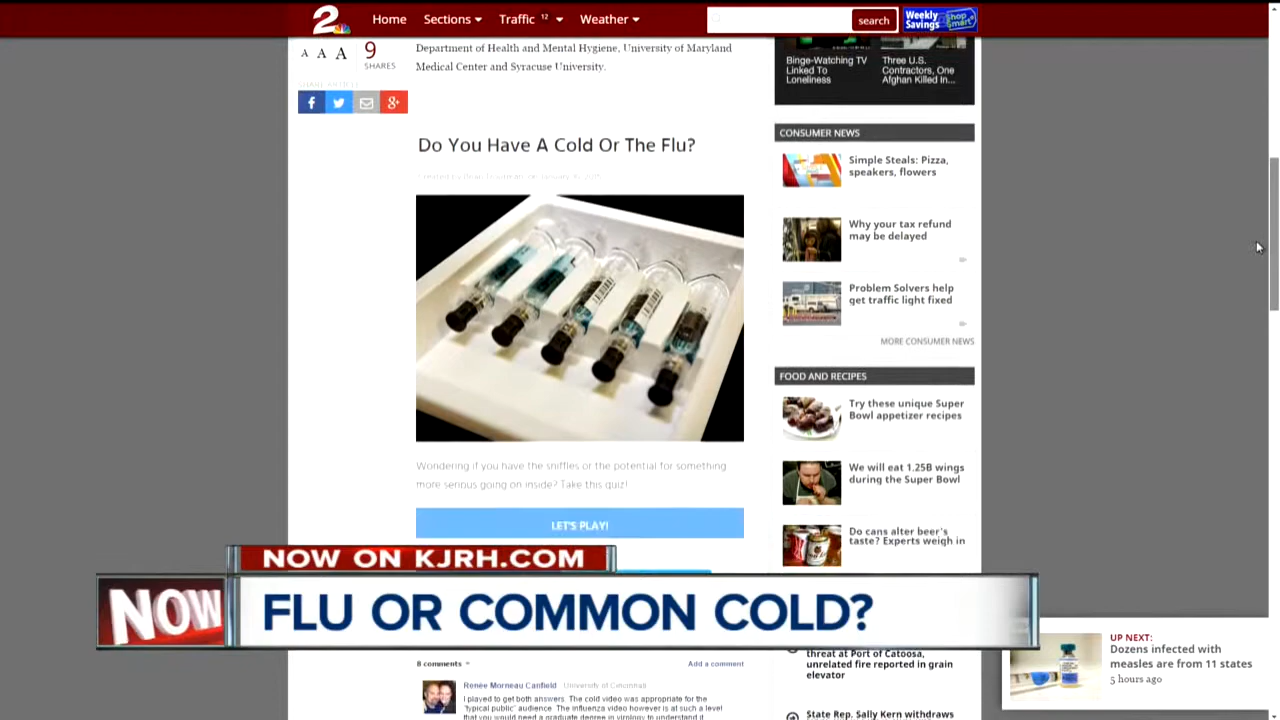 2
Home
Sections
Traffic 12
Weather
search
Weekly
Savings
Shop
Smart
A A A
9
SHARES
SHARE ARTICLE
Department of Health and Mental Hygiene, University of Maryland
Medical Center and Syracuse University.
Do You Have A Cold Or The Flu?
Wondering if you have the sniffles or the potential for something
more serious going on inside? Take this quiz!
LET'S PLAY!
Binge-Watching TV
Linked To
Loneliness
Three U.S.
Contractors, One
Afghan Killed In...
CONSUMER NEWS
Simple Steals: Pizza,
speakers, flowers
Why your tax refund
may be delayed
Problem Solvers help
get traffic light fixed
MORE CONSUMER NEWS
FOOD AND RECIPES
Try these unique Super
Bowl appetizer recipes
We will eat 1.25B wings
during the Super Bowl
Do cans alter beer's
taste? Experts weigh in
NOW ON KJRH.COM
NOW
FLU OR COMMON COLD?
8 comments
Add a comment
Renee Morneau Canfield University of Cincinnati
I played to get both answers. The cold video was appropriate for the
"typical public" audience. The influenza video however is at such a level
that you would need a graduate degree in virology to understand it
threat at Port of Catoosa,
unrelated fire reported in grain
elevator
State Rep. Sally Kern withdraws
UP NEXT:
Dozens infected with
measles are from 11 states
5 hours ago